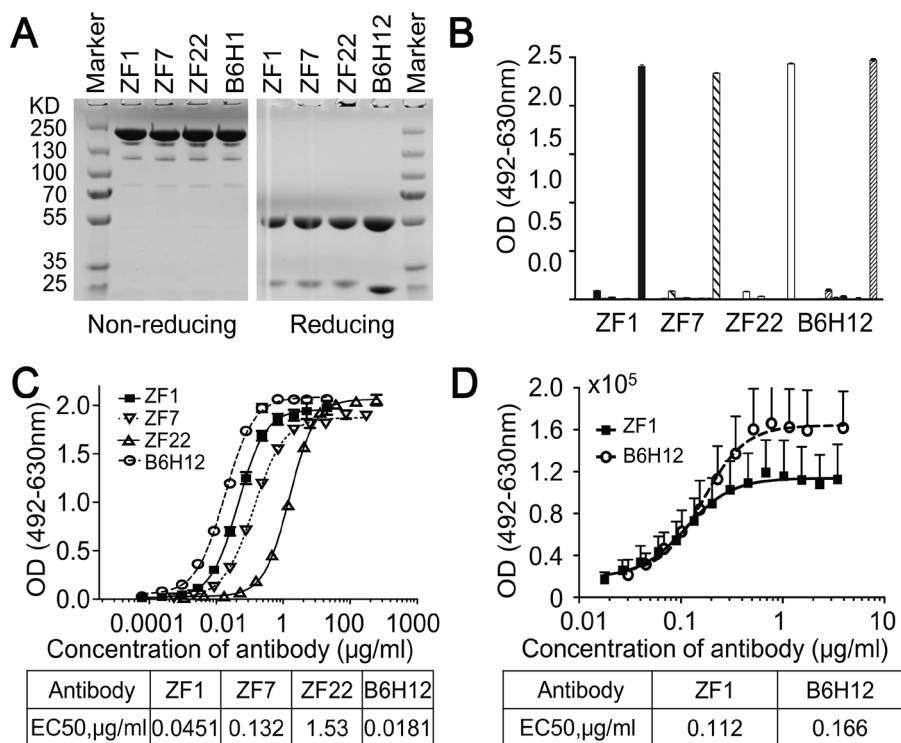 A
Marker ZF1 ZF7 ZF22 B6H1 ZF1 ZF7 ZF22 B6H12 Marker
KD
250
130
100
70
55
35
25
Non-reducing Reducing
B
OD (492-630nm)
2.5
2.0
1.5
1.0
0.5
0.0
ZF1 ZF7 ZF22 B6H12
C
OD (492-630nm)
2.0
1.5
1.0
0.5
0.0
ZF1
ZF7
ZF22
B6H12
0.0001 0.01 1 100 10000
Concentration of antibody (μg/ml)
Antibody ZF1 ZF7 ZF22 B6H12
EC50,μg/ml 0.0451 0.132 1.53 0.0181
D
x10⁵
OD (492-630nm)
2.0
1.6
1.2
0.8
0.4
0.0
ZF1
B6H12
0.01 0.1 1 10
Concentration of antibody (μg/ml)
Antibody ZF1 B6H12
EC50,μg/ml 0.112 0.166